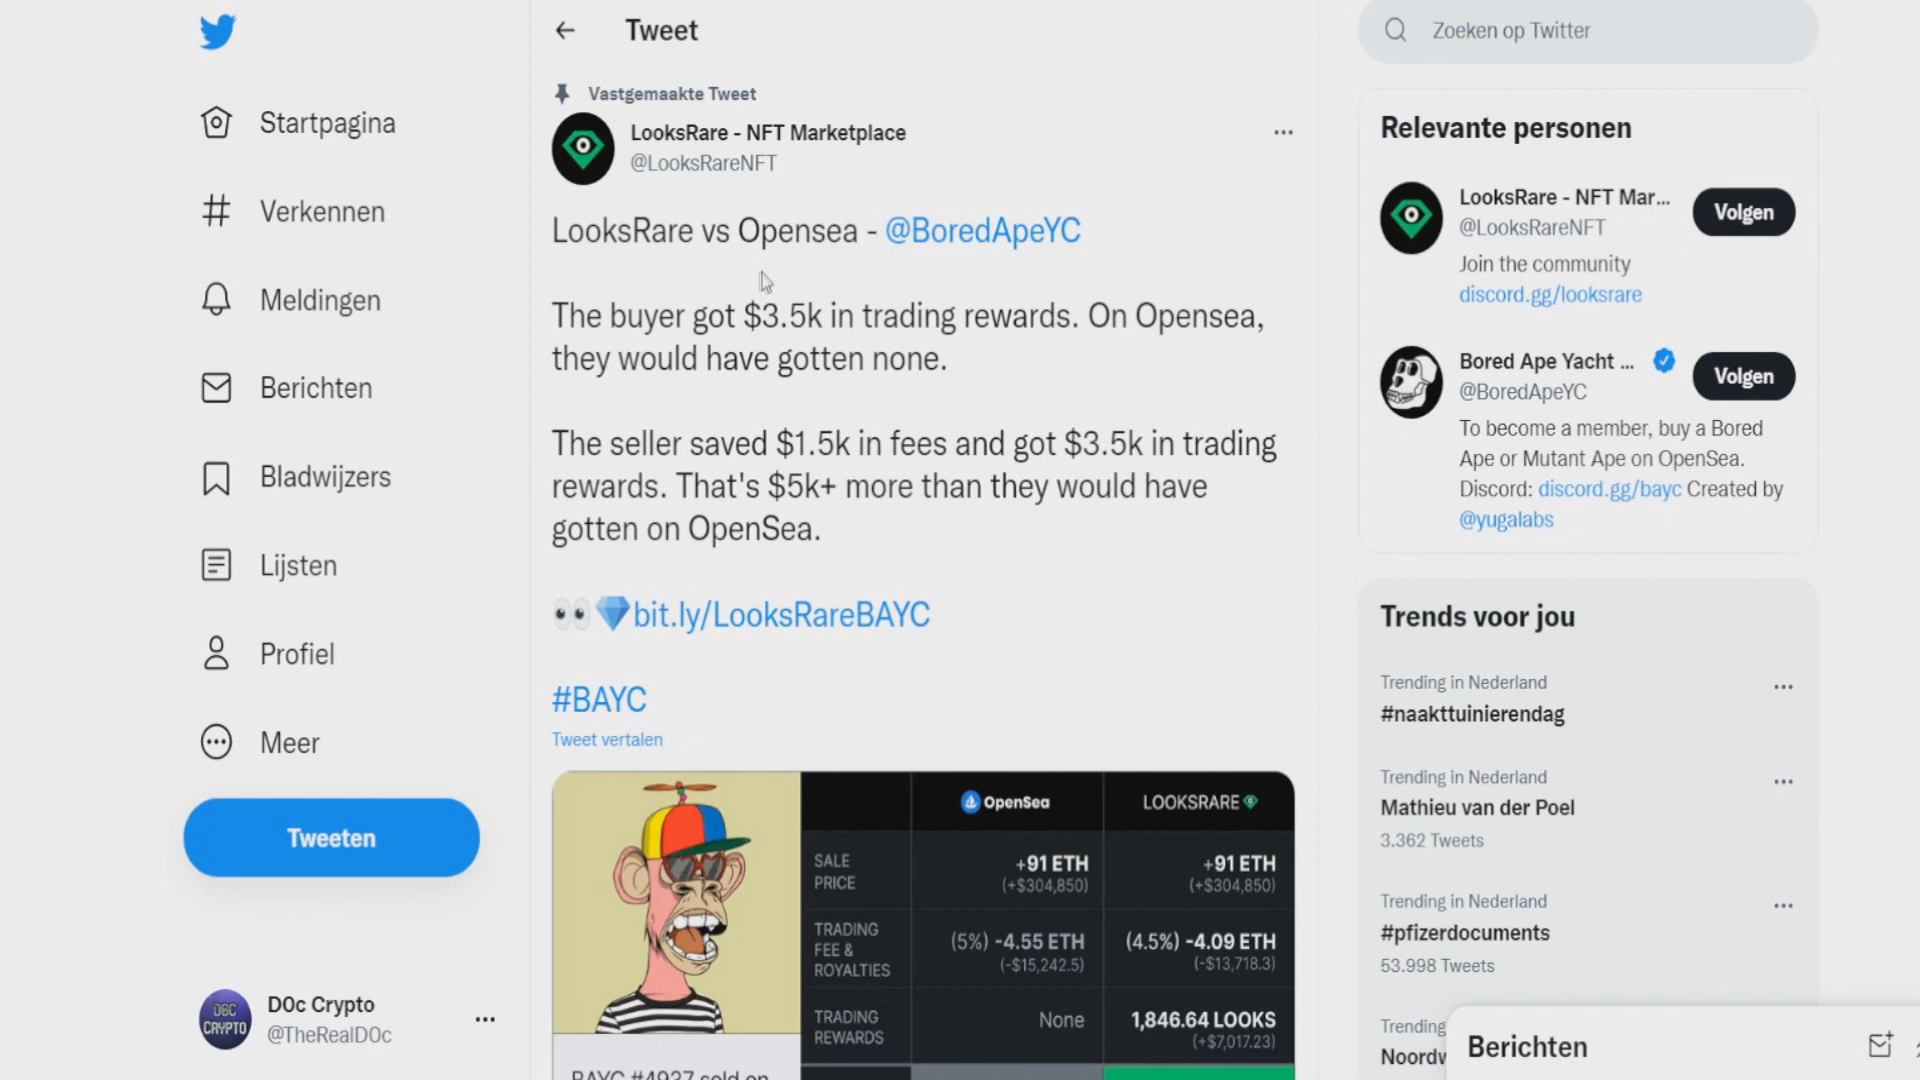 Tweet
Zoeken op Twitter
Startpagina
Verkennen
Meldingen
Berichten
Bladwijzers
Lijsten
Profiel
Meer
Tweeten
D0C CRYPTO
D0c Crypto
@TheRealD0c
Vastgemaakte Tweet
LooksRare - NFT Marketplace
@LooksRareNFT
LooksRare vs Opensea - @BoredApeYC
The buyer got $3.5k in trading rewards. On Opensea,
they would have gotten none.
The seller saved $1.5k in fees and got $3.5k in trading
rewards. That's $5k+ more than they would have
gotten on OpenSea.
bit.ly/LooksRareBAYC
#BAYC
Tweet vertalen
OpenSea LOOKSRARE
SALE PRICE +91 ETH (+$304,850) +91 ETH (+$304,850)
TRADING FEE & ROYALTIES (5%) -4.55 ETH (-$15,242.5) (4.5%) -4.09 ETH (-$13,718.3)
TRADING REWARDS None 1,846.64 LOOKS (+$7,017.23)
BAYC #4937 sold on
Relevante personen
LooksRare - NFT Mar...
@LooksRareNFT
Volgen
Join the community
discord.gg/looksrare
Bored Ape Yacht ...
@BoredApeYC
Volgen
To become a member, buy a Bored
Ape or Mutant Ape on OpenSea.
Discord: discord.gg/bayc Created by
@yugalabs
Trends voor jou
Trending in Nederland
#naakttuinierendag
Trending in Nederland
Mathieu van der Poel
3.362 Tweets
Trending in Nederland
#pfizerdocuments
53.998 Tweets
Trending
Berichten